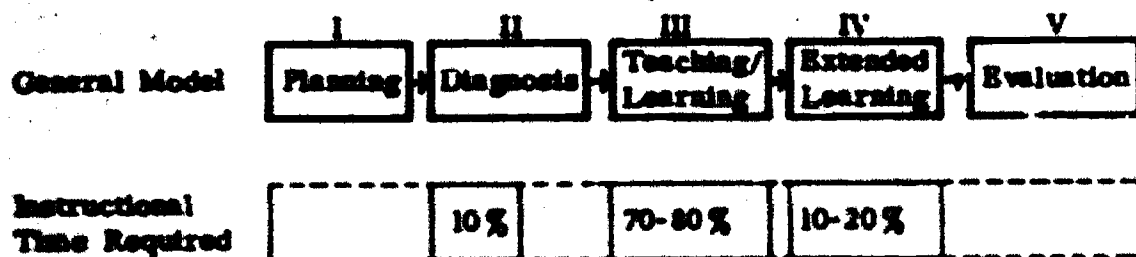 I II III IV V
General Model Planning Diagnosis Teaching/ Learning Extended Learning Evaluation
Instructional 10% 70-80% 10-20%
Time Required